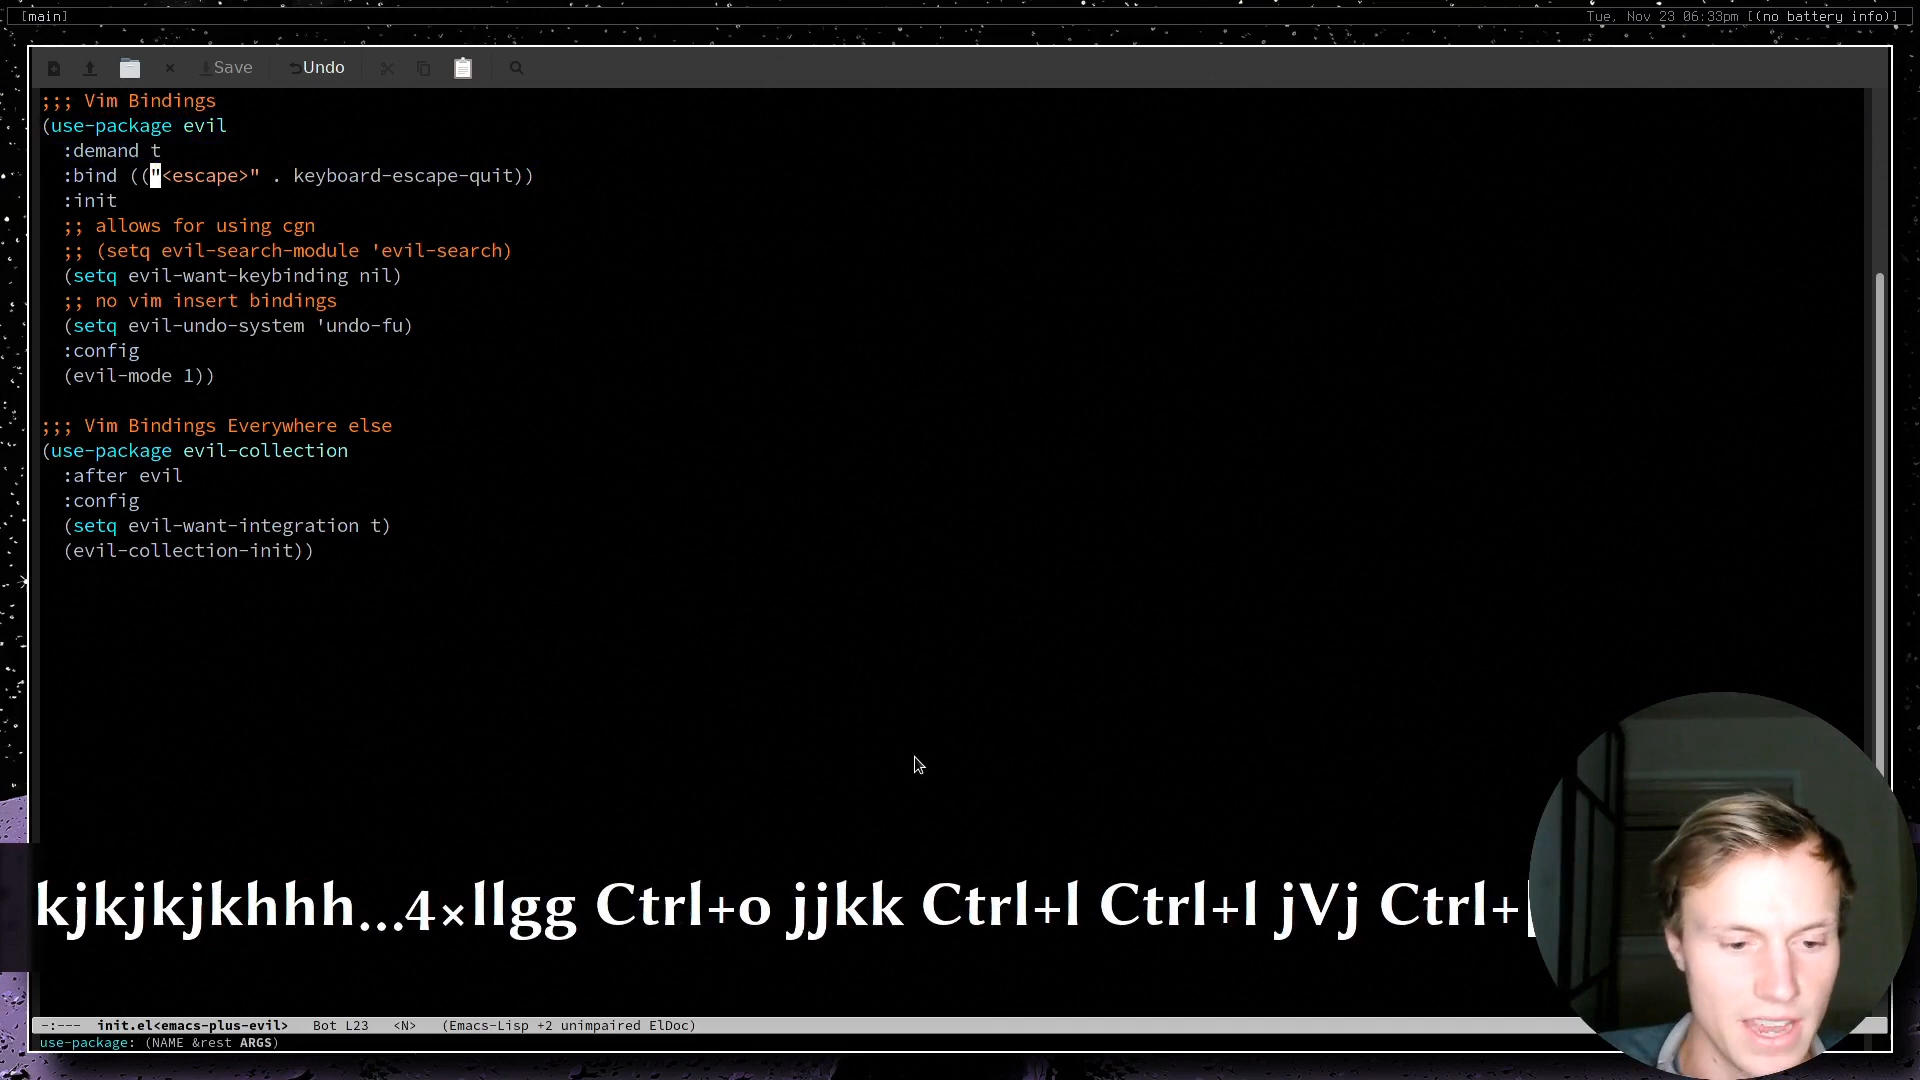 [main]
Tue, Nov 23 06:33pm [(no battery info)]
Save Undo
;;; Vim Bindings
(use-package evil
:demand t
:bind (("<escape>" . keyboard-escape-quit))
:init
;; allows for using cgn
;; (setq evil-search-module 'evil-search)
(setq evil-want-keybinding nil)
;; no vim insert bindings
(setq evil-undo-system 'undo-fu)
:config
(evil-mode 1))
;;; Vim Bindings Everywhere else
(use-package evil-collection
:after evil
:config
(setq evil-want-integration t)
(evil-collection-init))
kjkjkjkhhh...4×llgg Ctrl+o jjkk Ctrl+l Ctrl+l jVj Ctrl+
-:--- init.el<emacs-plus-evil> Bot L23 <N> (Emacs-Lisp +2 unimpaired ElDoc)
use-package: (NAME &rest ARGS)